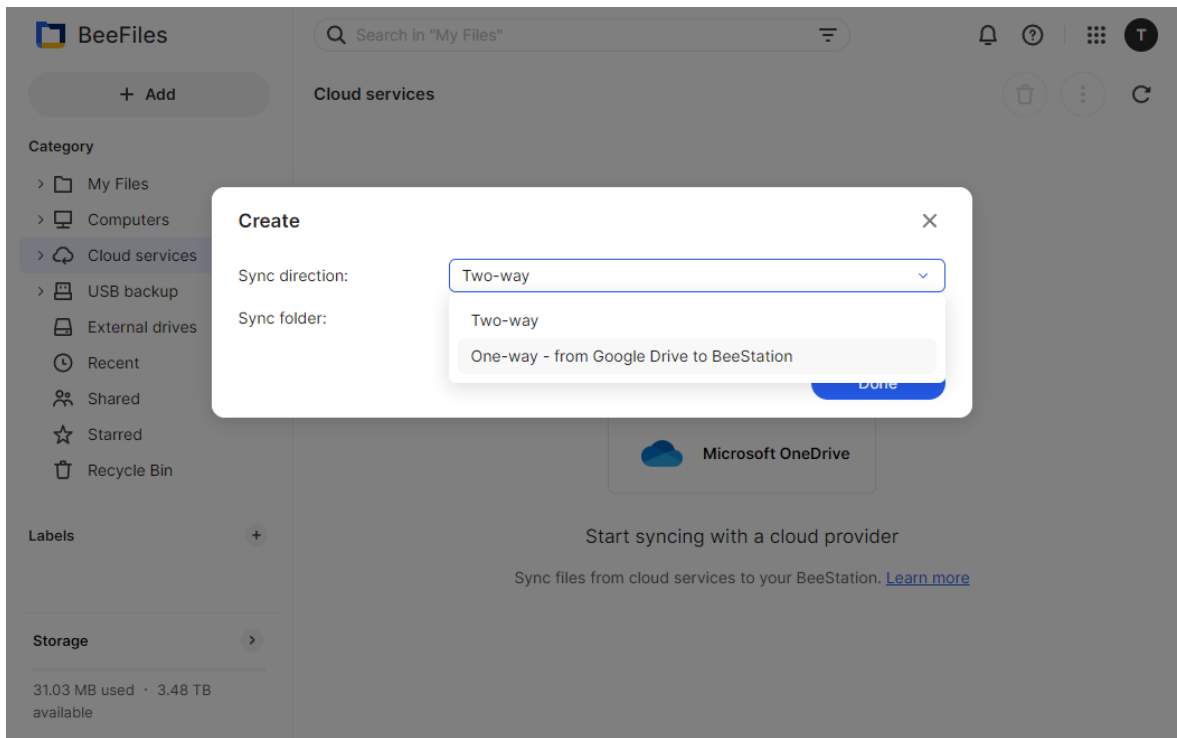 BeeFiles
Search in "My Files"
T
+ Add
Cloud services
Category
My Files
Computers
Cloud services
USB backup
External drives
Recent
Shared
Starred
Recycle Bin
Labels
+
Storage
31.03 MB used · 3.48 TB
available
Create
Sync direction:
Two-way
Sync folder:
Two-way
One-way - from Google Drive to BeeStation
Done
Microsoft OneDrive
Start syncing with a cloud provider
Sync files from cloud services to your BeeStation. Learn more